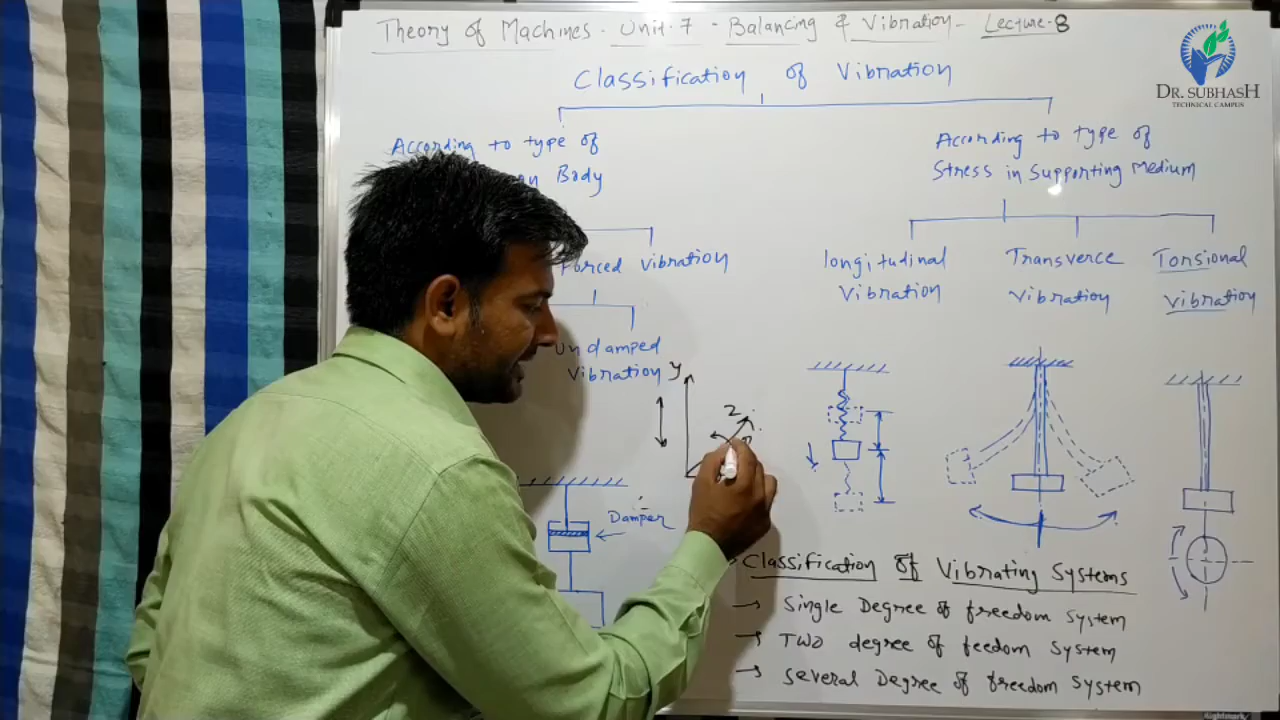 Theory of Machines - Unit-7 - Balancing & Vibration - Lecture-8
DR. SUBHASH
TECHNICAL CAMPUS
Classification of Vibration
According to type of
Body
Forced Vibration
Undamped
Vibration
According to type of
Stress in Supporting Medium
longitudinal
Vibration
Transverce
Vibration
Torsional
Vibration
y
z
Damper
Classification of Vibrating Systems
→ Single Degree of freedom system
→ Two degree of feedom system
→ Several Degree of freedom system